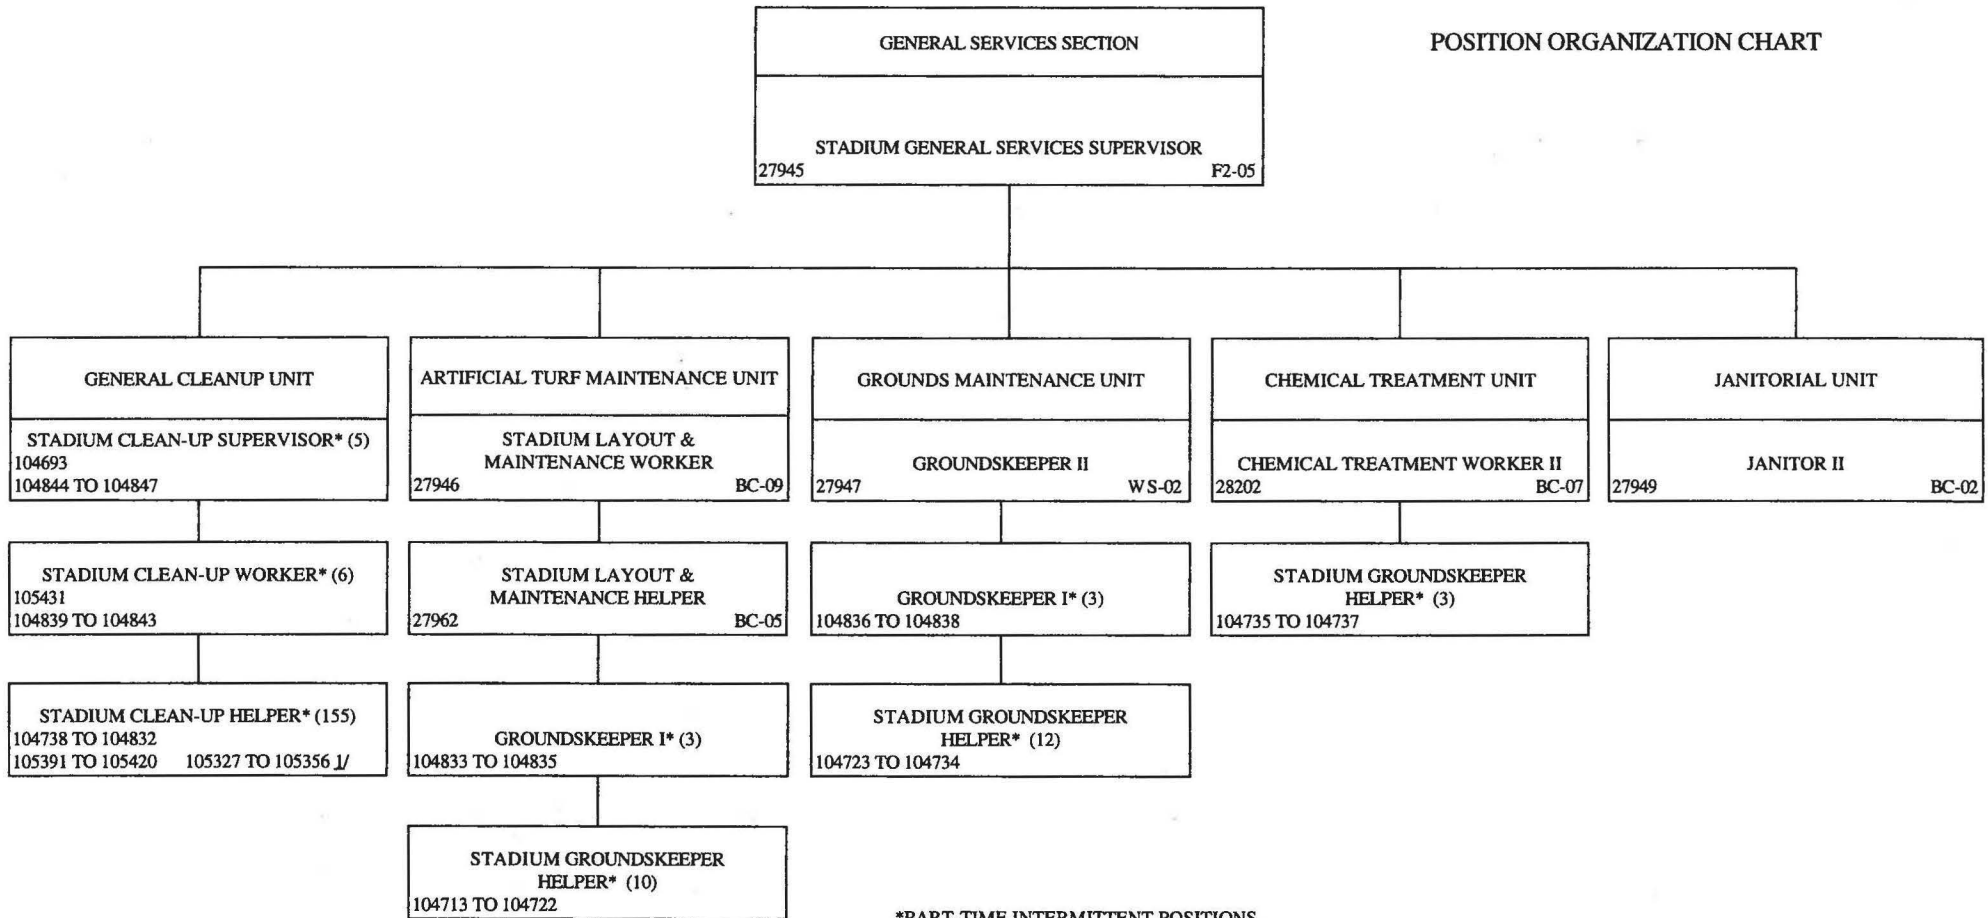 GENERAL SERVICES SECTION
POSITION ORGANIZATION CHART
STADIUM GENERAL SERVICES SUPERVISOR
27945 F2-05
GENERAL CLEANUP UNIT
STADIUM CLEAN-UP SUPERVISOR* (5)
104693
104844 TO 104847
STADIUM CLEAN-UP WORKER* (6)
105431
104839 TO 104843
STADIUM CLEAN-UP HELPER* (155)
104738 TO 104832
105391 TO 105420 105327 TO 105356 1/
ARTIFICIAL TURF MAINTENANCE UNIT
STADIUM LAYOUT &
MAINTENANCE WORKER
27946 BC-09
STADIUM LAYOUT &
MAINTENANCE HELPER
27962 BC-05
GROUNDSKEEPER I* (3)
104833 TO 104835
STADIUM GROUNDSKEEPER
HELPER* (10)
104713 TO 104722
GROUNDS MAINTENANCE UNIT
GROUNDSKEEPER II
27947 WS-02
GROUNDSKEEPER I* (3)
104836 TO 104838
STADIUM GROUNDSKEEPER
HELPER* (12)
104723 TO 104734
CHEMICAL TREATMENT UNIT
CHEMICAL TREATMENT WORKER II
28202 BC-07
STADIUM GROUNDSKEEPER
HELPER* (3)
104735 TO 104737
JANITORIAL UNIT
JANITOR II
27949 BC-02
*PART-TIME INTERMITTENT POSITIONS